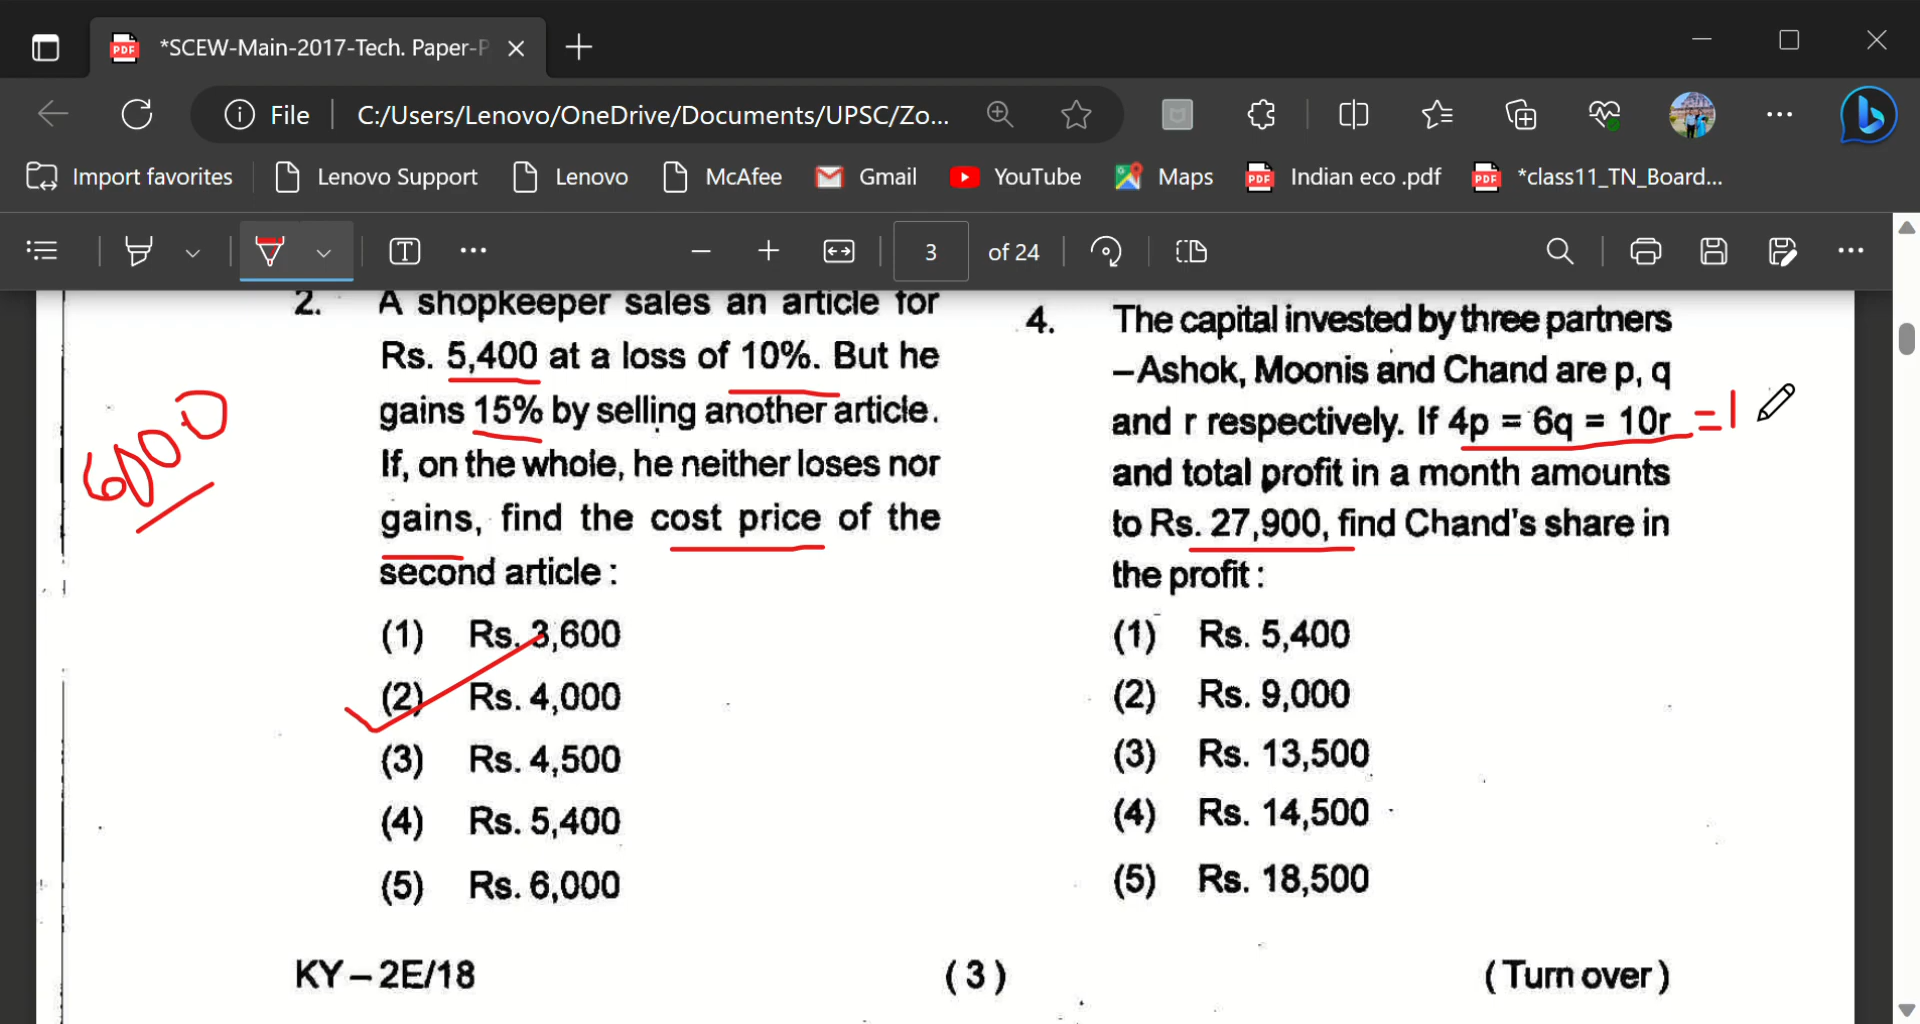 *SCEW-Main-2017-Tech. Paper-P
File
C:/Users/Lenovo/OneDrive/Documents/UPSC/Zo...
Import favorites
Lenovo Support
Lenovo
McAfee
Gmail
YouTube
Maps
Indian eco .pdf
*class11_TN_Board...
3 of 24
2. A shopkeeper sales an article for
Rs. 5,400 at a loss of 10%. But he
gains 15% by selling another article.
If, on the whole, he neither loses nor
gains, find the cost price of the
second article :
(1) Rs. 3,600
(2) Rs. 4,000
(3) Rs. 4,500
(4) Rs. 5,400
(5) Rs. 6,000
6000
4. The capital invested by three partners
–Ashok, Moonis and Chand are p, q
and r respectively. If 4p = 6q = 10r = 1
and total profit in a month amounts
to Rs. 27,900, find Chand's share in
the profit :
(1) Rs. 5,400
(2) Rs. 9,000
(3) Rs. 13,500
(4) Rs. 14,500
(5) Rs. 18,500
KY – 2E/18
( 3 )
( Turn over )